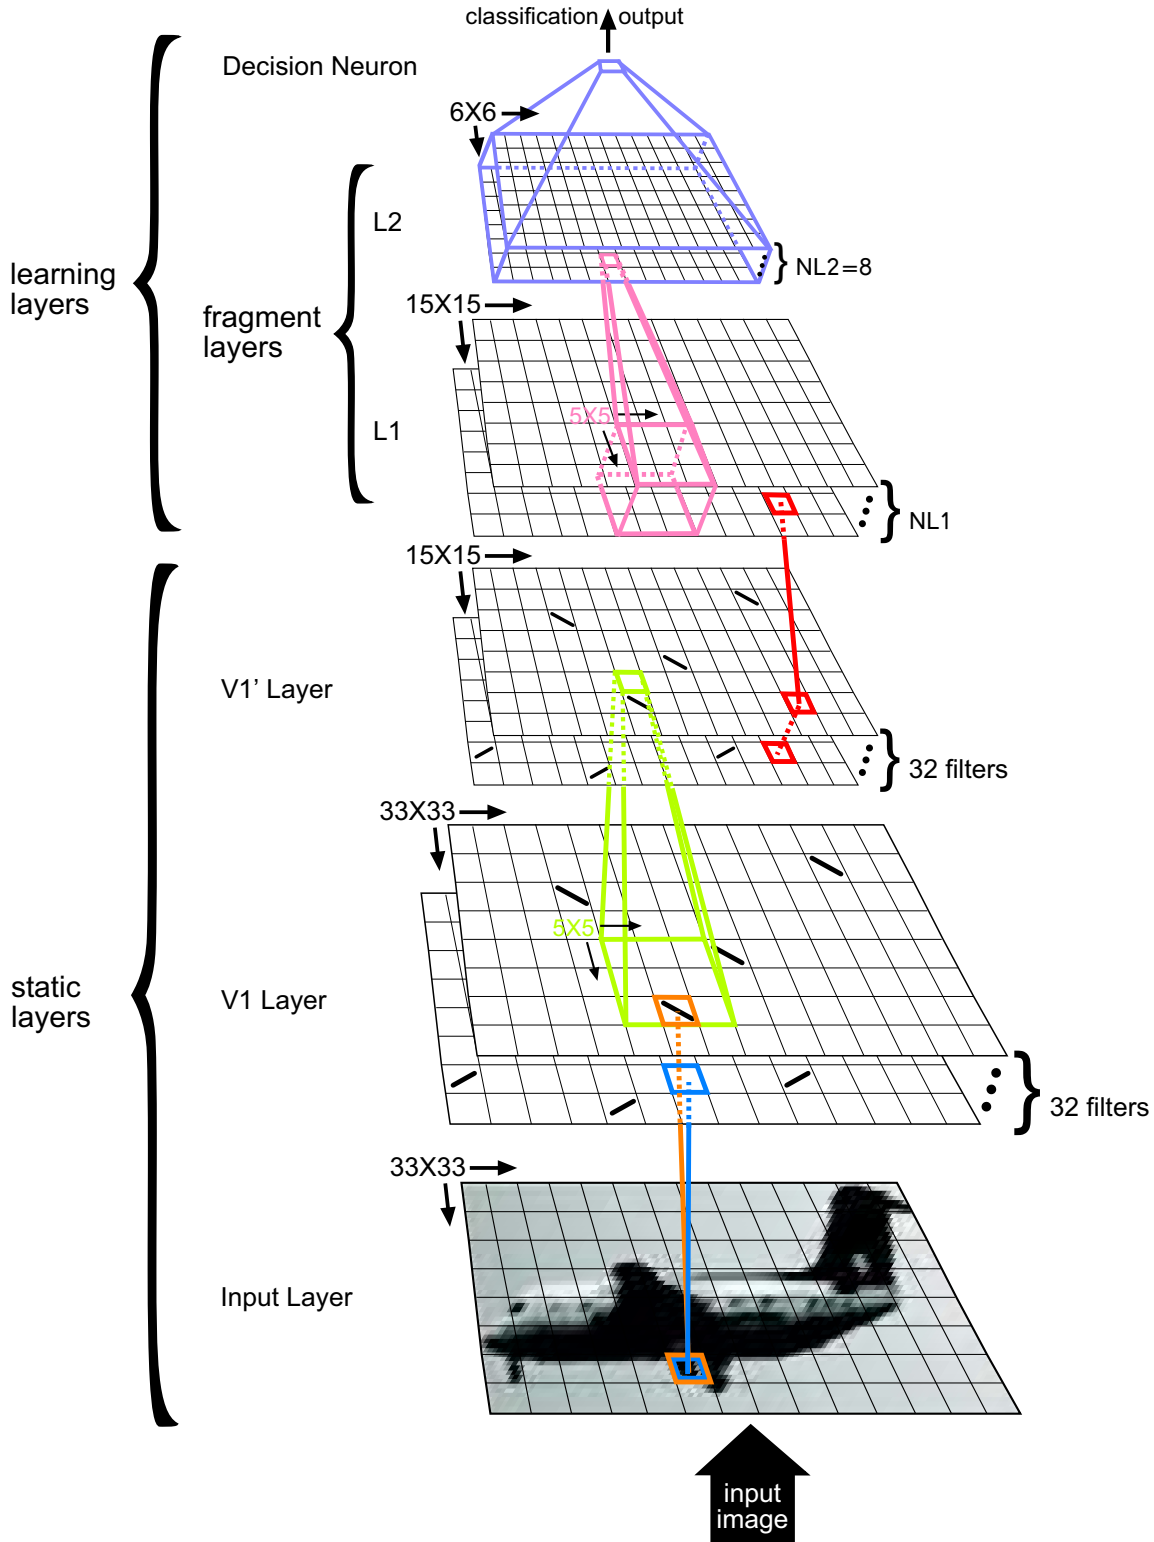 classification output
Decision Neuron
6X6
L2
NL2=8
learning
layers
15X15
fragment
layers
5X5
L1
NL1
15X15
V1’ Layer
32 filters
33X33
5X5
static
layers
V1 Layer
32 filters
33X33
Input Layer
input
image